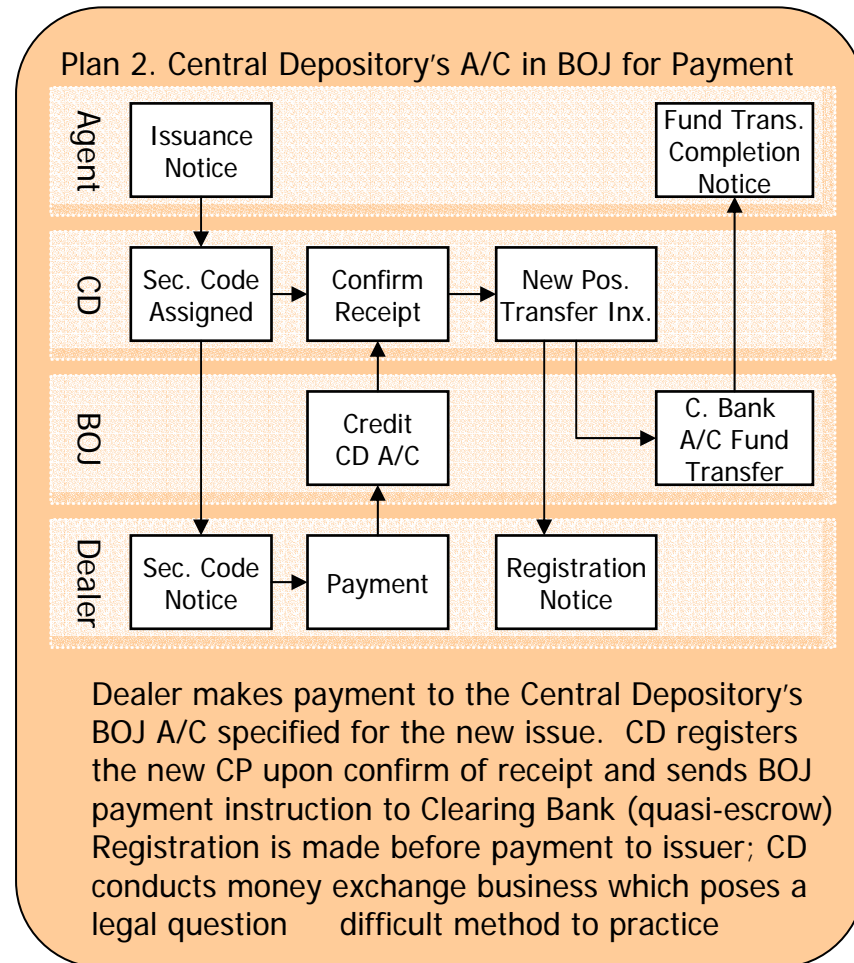 Plan 2. Central Depository's A/C in BOJ for Payment
Agent
Issuance
Notice
Fund Trans.
Completion
Notice
CD
Sec. Code
Assigned
Confirm
Receipt
New Pos.
Transfer Inx.
BOJ
Credit
CD A/C
C. Bank
A/C Fund
Transfer
Dealer
Sec. Code
Notice
Payment
Registration
Notice
Dealer makes payment to the Central Depository's
BOJ A/C specified for the new issue. CD registers
the new CP upon confirm of receipt and sends BOJ
payment instruction to Clearing Bank (quasi-escrow)
Registration is made before payment to issuer; CD
conducts money exchange business which poses a
legal question difficult method to practice